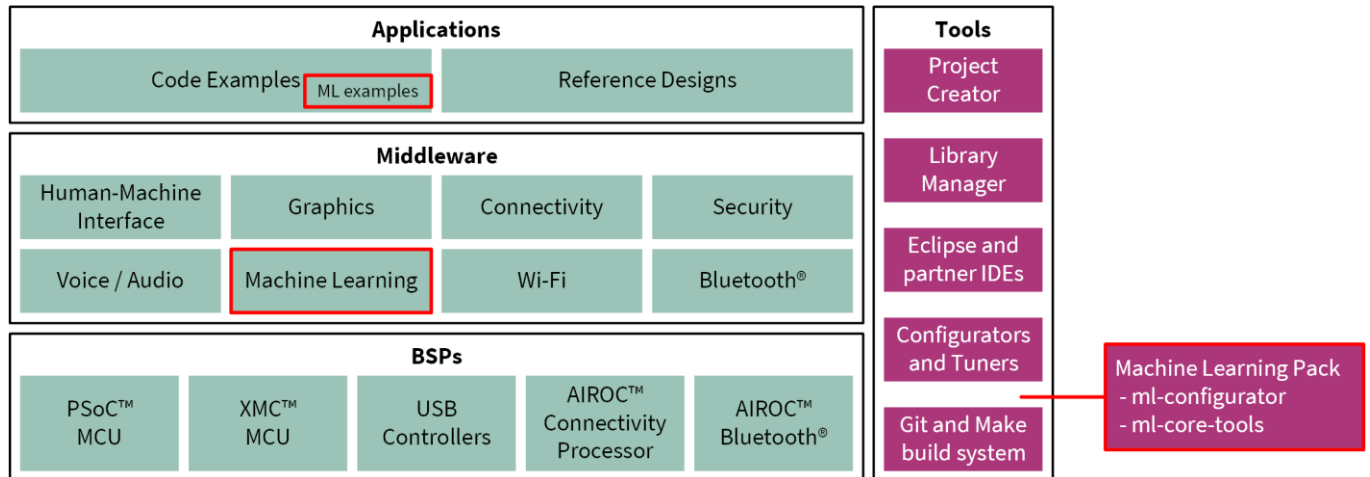 Applications
Code Examples
ML examples
Reference Designs
Middleware
Human-Machine
Interface
Graphics
Connectivity
Security
Voice / Audio
Machine Learning
Wi-Fi
Bluetooth®
BSPs
PSoC™
MCU
XMC™
MCU
USB
Controllers
AIROC™
Connectivity
Processor
AIROC™
Bluetooth®
Tools
Project
Creator
Library
Manager
Eclipse and
partner IDEs
Configurators
and Tuners
Git and Make
build system
Machine Learning Pack
- ml-configurator
- ml-core-tools